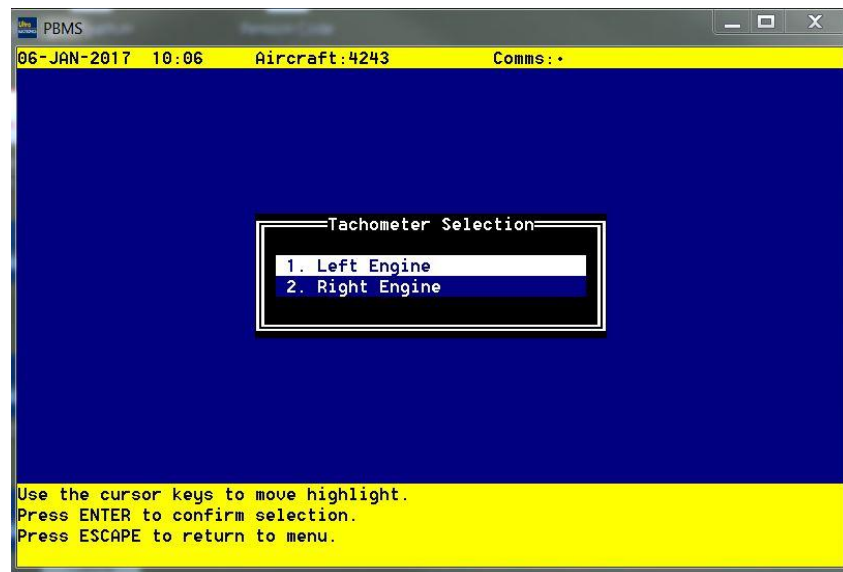 PBMS
06-JAN-2017 10:06 Aircraft:4243 Comms:·
Tachometer Selection
1. Left Engine
2. Right Engine
Use the cursor keys to move highlight.
Press ENTER to confirm selection.
Press ESCAPE to return to menu.